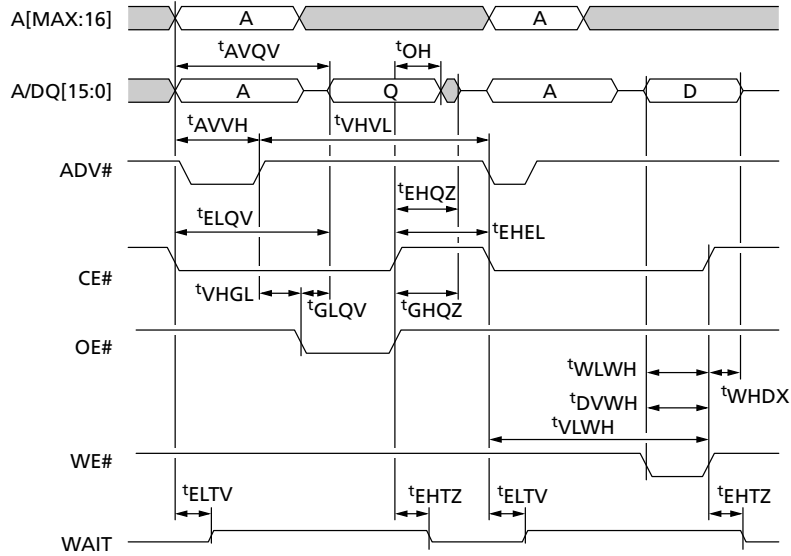 A[MAX:16] A A
tAVQV tOH
A/DQ[15:0] A Q A D
tAVVH tVHVL
ADV#
tEHQZ
tELQV tEHEL
CE#
tVHGL tGLQV tGHQZ
OE#
tWLWH tWHDX
tDVWH
tVLWH
WE#
tELTV tEHTZ tELTV tEHTZ
WAIT